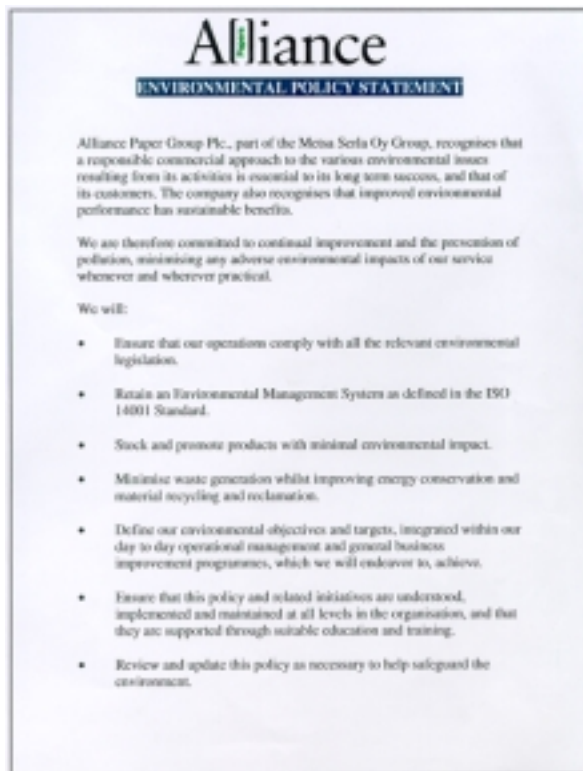 Alliance
Papers
ENVIRONMENTAL POLICY STATEMENT
Alliance Paper Group Plc., part of the Metsa Serla Oy Group, recognises that
a responsible commercial approach to the various environmental issues
resulting from its activities is essential to its long term success, and that of
its customers. The company also recognises that improved environmental
performance has sustainable benefits.
We are therefore committed to continual improvement and the prevention of
pollution, minimising any adverse environmental impacts of our service
whenever and wherever practical.
We will:
• Ensure that our operations comply with all the relevant environmental
legislation.
• Retain an Environmental Management System as defined in the ISO
14001 Standard.
• Stock and promote products with minimal environmental impact.
• Minimise waste generation whilst improving energy conservation and
material recycling and reclamation.
• Define our environmental objectives and targets, integrated within our
day to day operational management and general business
improvement programmes, which we will endeavor to, achieve.
• Ensure that this policy and related initiatives are understood,
implemented and maintained at all levels in the organisation, and that
they are supported through suitable education and training.
• Review and update this policy as necessary to help safeguard the
environment.